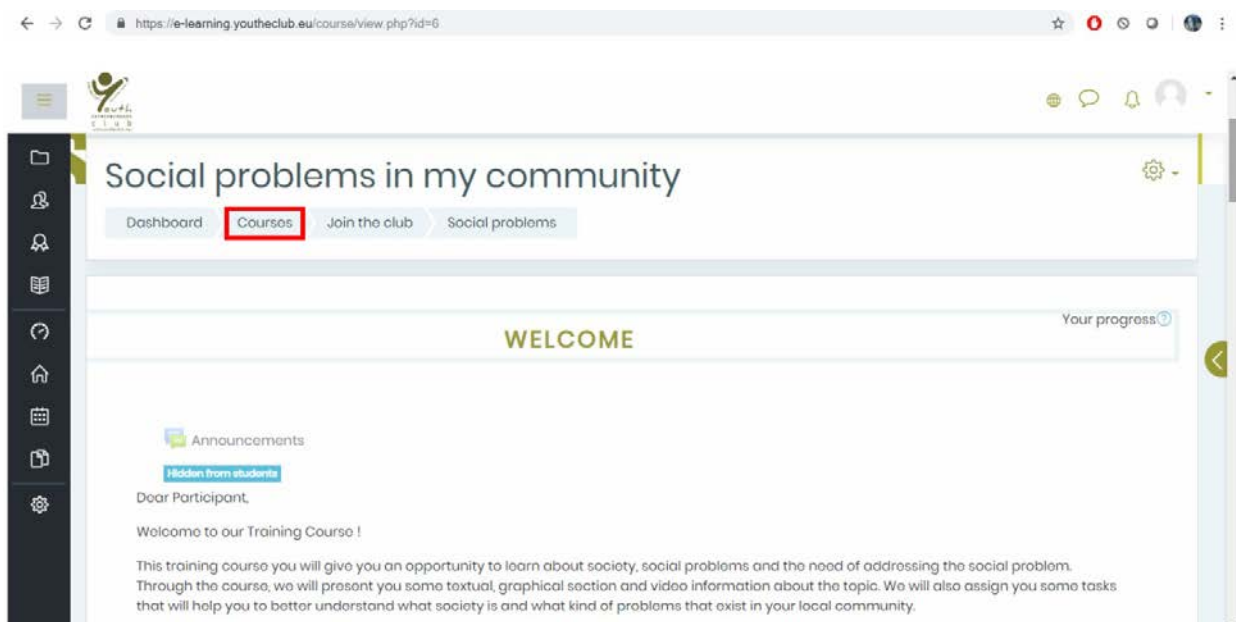 https://e-learning.youtheclub.eu/course/view.php?id=6
Youth
club
Social problems in my community
Dashboard Courses Join the club Social problems
Your progress
WELCOME
Announcements
Hidden from students
Dear Participant,
Welcome to our Training Course !
This training course you will give you an opportunity to learn about society, social problems and the need of addressing the social problem.
Through the course, we will present you some textual, graphical section and video information about the topic. We will also assign you some tasks
that will help you to better understand what society is and what kind of problems that exist in your local community.